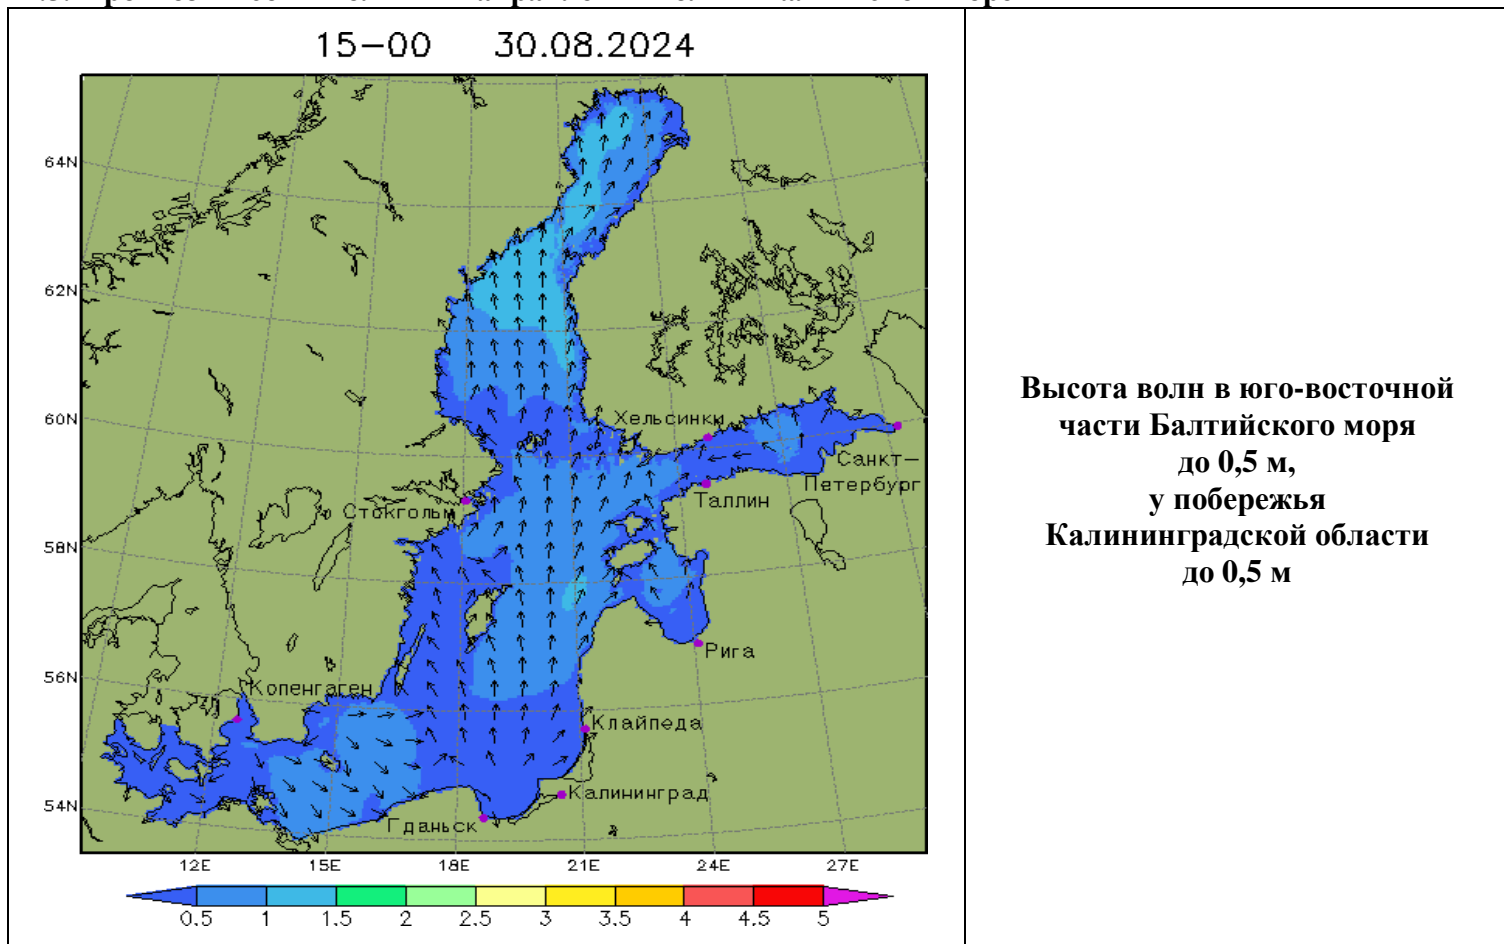 15-00 30.08.2024
64N
62N
60N
58N
56N
54N
Хельсинки
Санкт-
Петербург
Таллин
Стокгольм
Рига
Копенгаген
Клайпеда
Калининград
Гданьск
12E 15E 18E 21E 24E 27E
0.5 1 1.5 2 2.5 3 3.5 4 4.5 5
Высота волн в юго-восточной
части Балтийского моря
до 0,5 м,
у побережья
Калининградской области
до 0,5 м